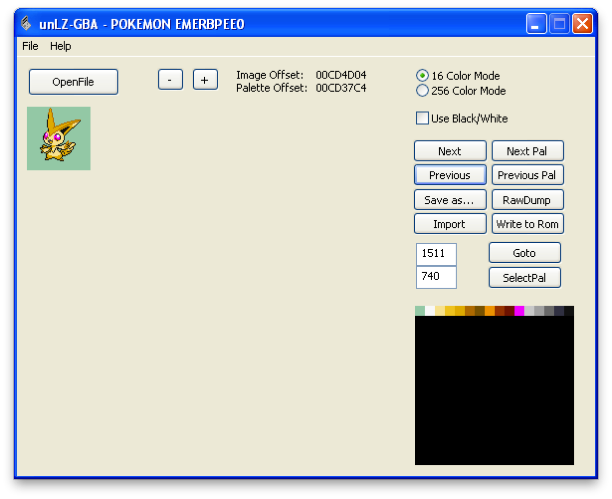 unLZ-GBA - POKEMON EMERBPEE0
File Help
OpenFile - + Image Offset: 00CD4D04
Palette Offset: 00CD37C4
16 Color Mode
256 Color Mode
Use Black/White
Next Next Pal
Previous Previous Pal
Save as... RawDump
Import Write to Rom
1511 Goto
740 SelectPal